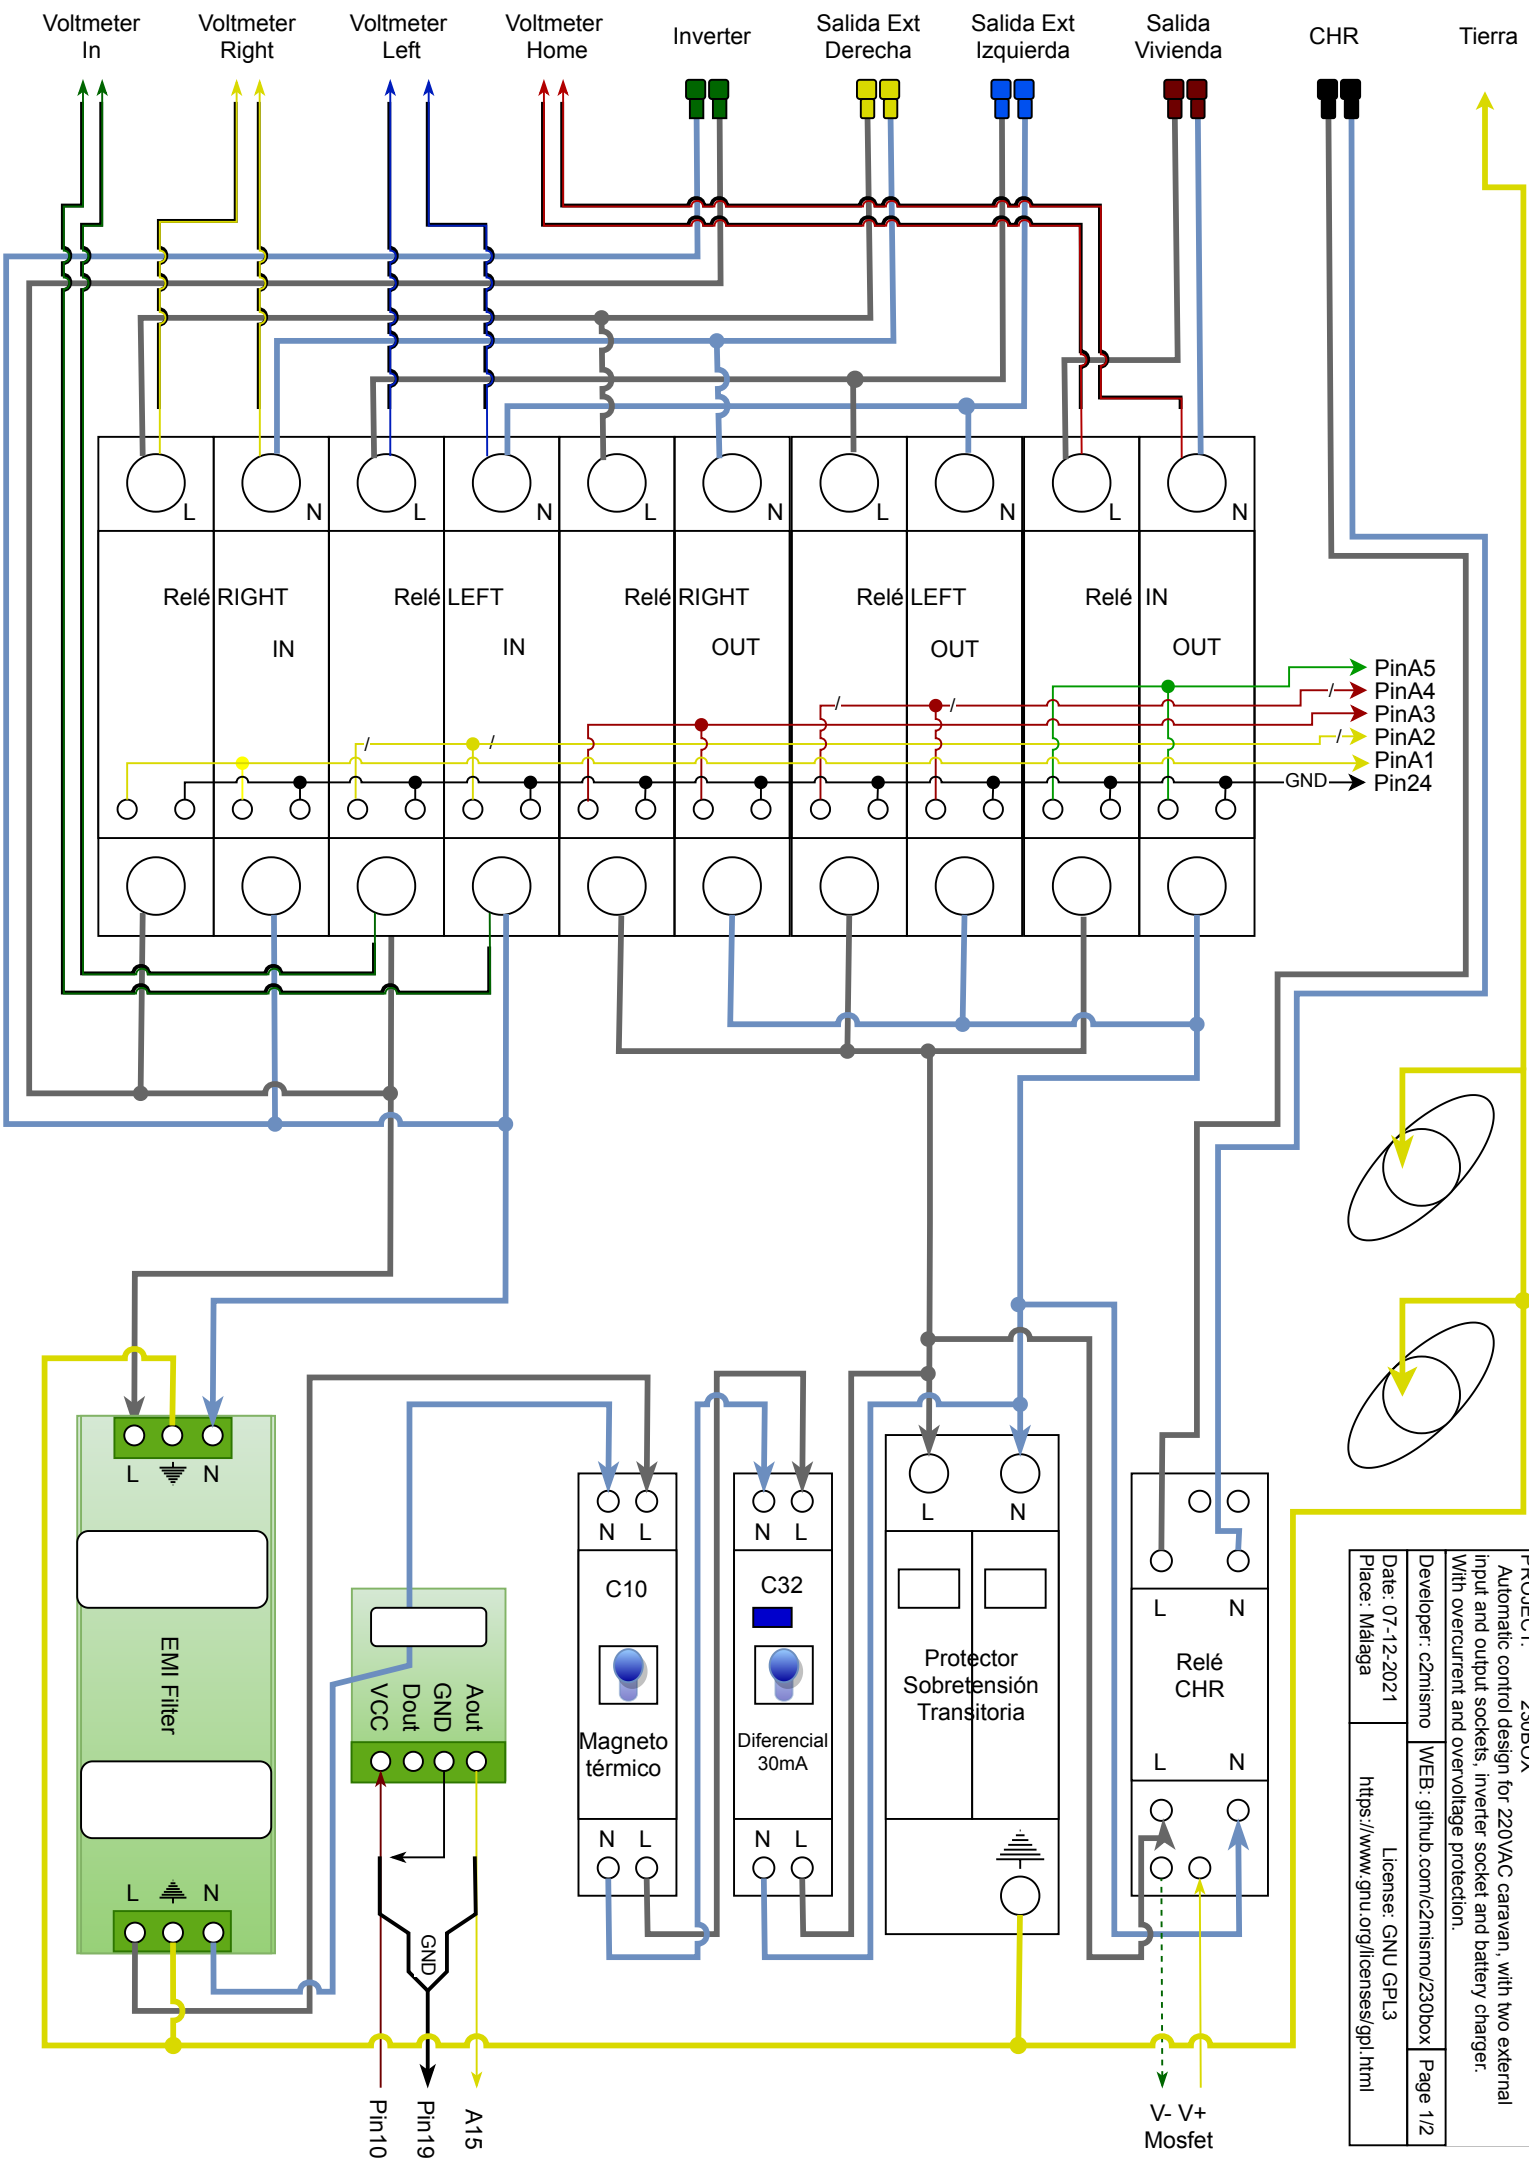 Voltmeter
In
Voltmeter
Right
Voltmeter
Left
Voltmeter
Home
Inverter
Salida Ext
Derecha
Salida Ext
Izquierda
Salida
Vivienda
CHR
Tierra
L
N
L
N
L
N
L
N
L
N
Relé RIGHT
IN
Relé LEFT
IN
Relé RIGHT
OUT
Relé LEFT
OUT
Relé IN
OUT
PinA5
PinA4
PinA3
PinA2
PinA1
GND
Pin24
L
N
EMI Filter
L
N
VCC
Dout
GND
Aout
GND
Pin10
Pin19
A15
N L
C10
Magneto
térmico
N L
N L
C32
Diferencial
30mA
N L
L
N
Protector
Sobretensión
Transitoria
L
N
Relé
CHR
L
N
V- V+
Mosfet
PROJECT: 230BOX
Automatic control design for 220VAC caravan, with two external
input and output sockets, inverter socket and battery charger.
With overcurrent and overvoltage protection.
Developer: c2mismo
WEB: github.com/c2mismo/230box
Page 1/2
Date: 07-12-2021
Place: Málaga
License: GNU GPL3
https://www.gnu.org/licenses/gpl.html